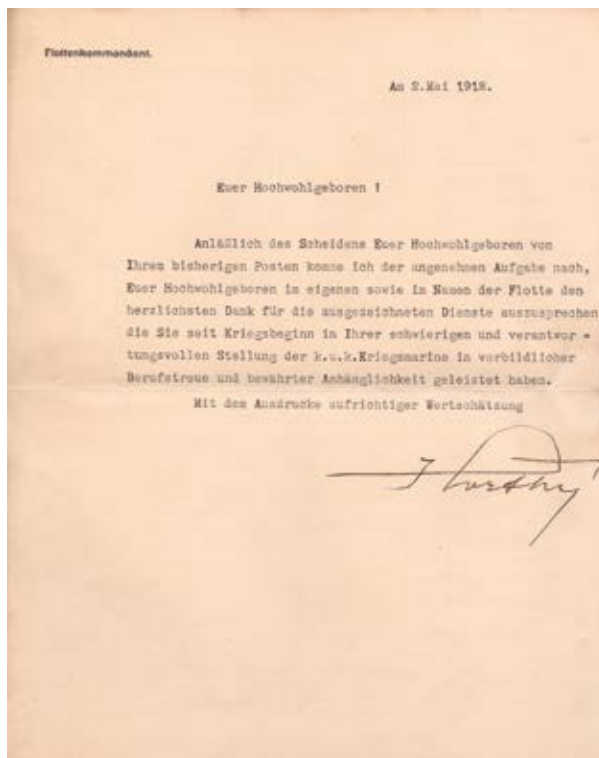 Flottenkommandant.
Am 2.Mai 1918.
Euer Hochwohlgeboren !
Anläßlich des Scheidens Euer Hochwohlgeboren von
Ihrem bisherigen Posten komme ich der angenehmen Aufgabe nach,
Euer Hochwohlgeboren im eigenen sowie im Namen der Flotte den
herzlichsten Dank für die ausgezeichneten Dienste auszusprechen
die Sie seit Kriegsbeginn in Ihrer schwierigen und verantwor =
tungsvollen Stellung der k.u.k.Kriegsmarine in vorbildlicher
Berufstreue und bewährter Anhänglichkeit geleistet haben.
Mit dem Ausdrucke aufrichtiger Wertschätzung
Horthy